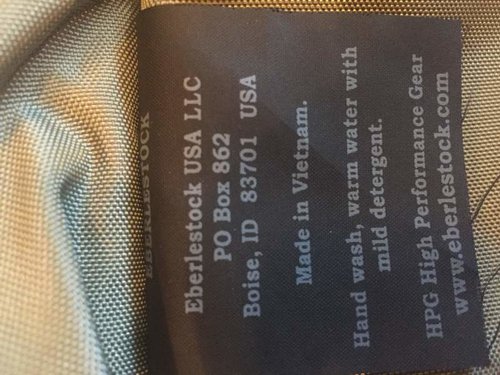 EBERLESTOCK
Eberlestock USA LLC
PO Box 862
Boise, ID 83701 USA
Made in Vietnam.
Hand wash, warm water with
mild detergent.
HPG High Performance Gear
www.eberlestock.com